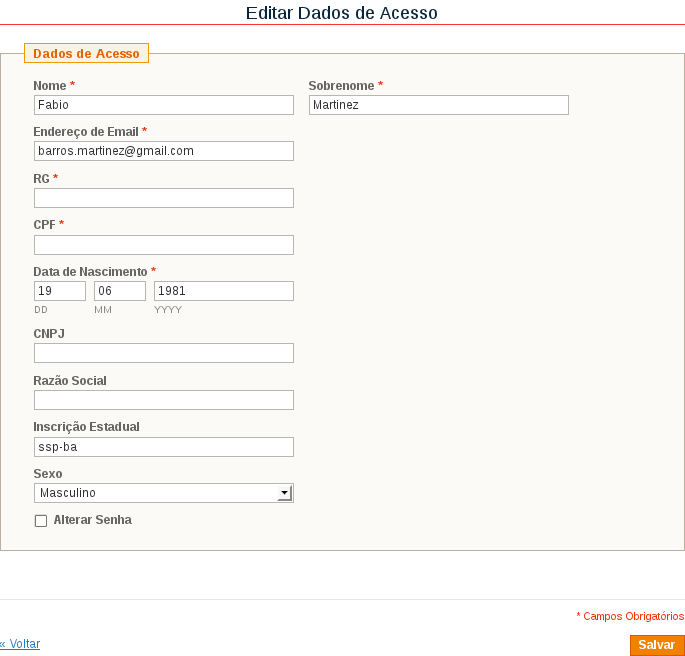 Editar Dados de Acesso
Dados de Acesso
Nome * Sobrenome *
Fabio Martinez
Endereço de Email *
barros.martinez@gmail.com
RG *
CPF *
Data de Nascimento *
19 06 1981
DD MM YYYY
CNPJ
Razão Social
Inscrição Estadual
ssp-ba
Sexo
Masculino
Alterar Senha
* Campos Obrigatórios
« Voltar Salvar